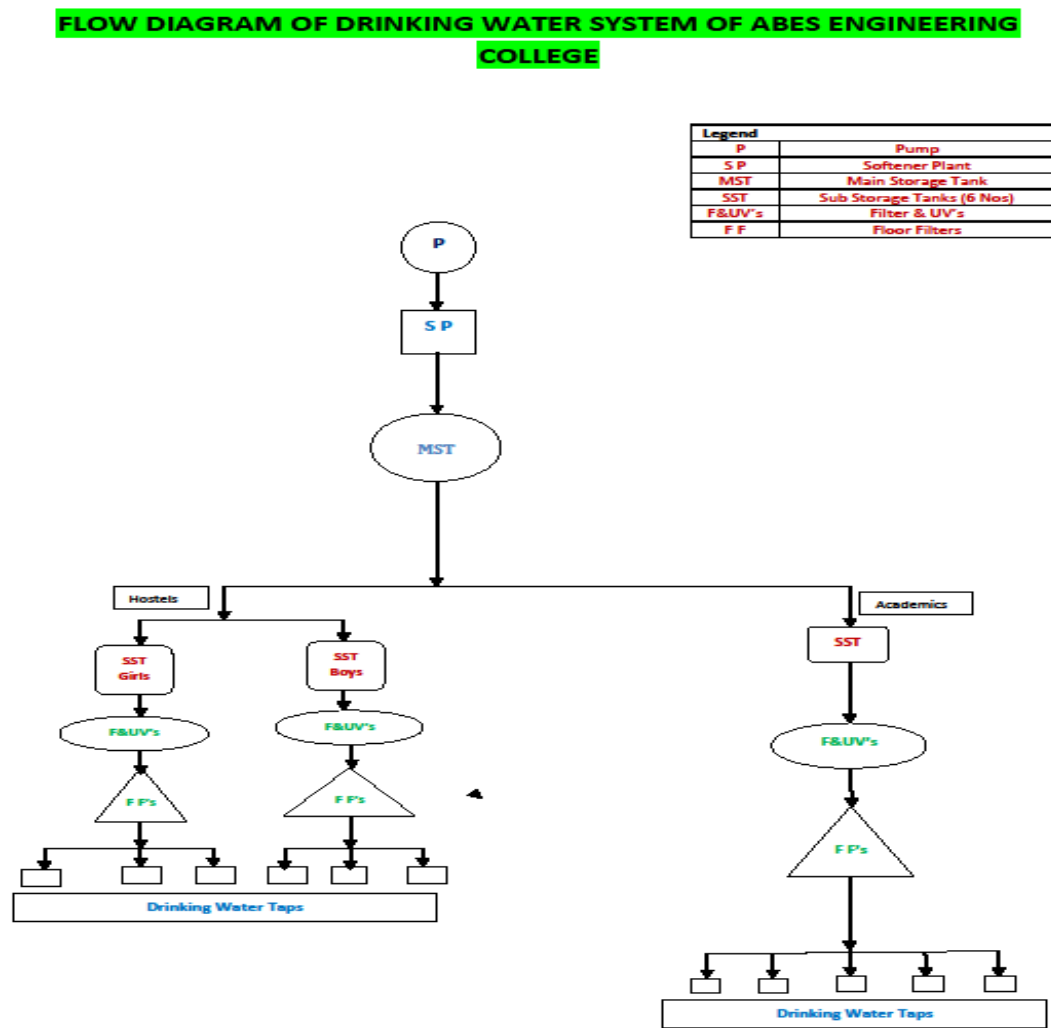 FLOW DIAGRAM OF DRINKING WATER SYSTEM OF ABES ENGINEERING
COLLEGE
Legend
P Pump
S P Softener Plant
MST Main Storage Tank
SST Sub Storage Tanks (6 Nos)
F&UV's Filter & UV's
F F Floor Filters
P
S P
MST
Hostels
Academics
SST
Girls
SST
Boys
SST
F&UV's
F&UV's
F&UV's
F F's
F F's
F F's
Drinking Water Taps
Drinking Water Taps